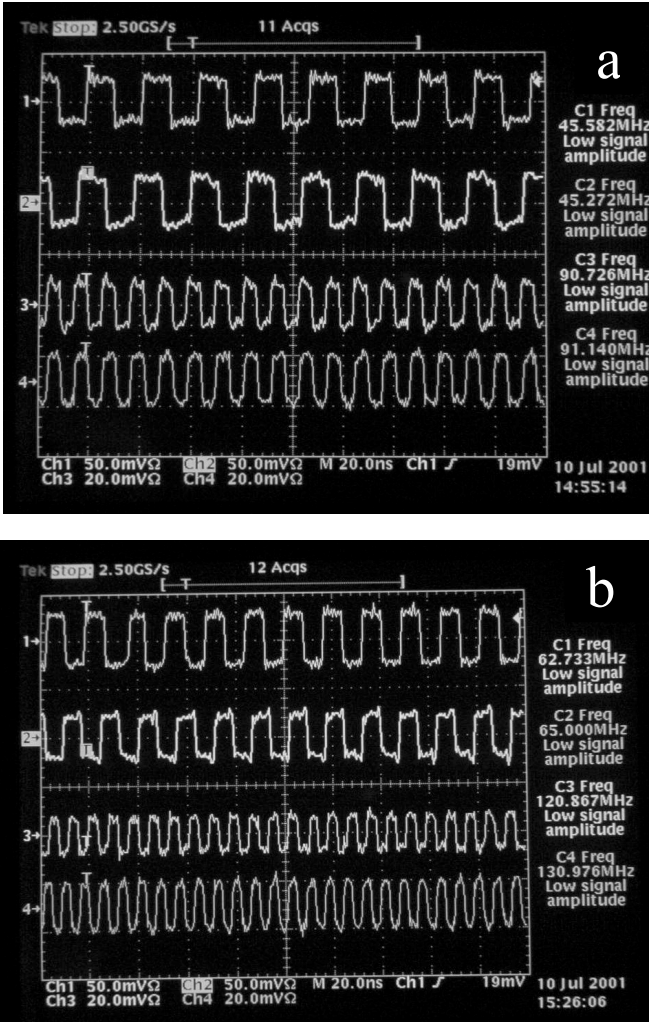 Tek Stop: 2.50GS/s 11 Acqs
[ T ]
a
T
1→
T
2→
T
3→
T
4→
C1 Freq
45.582MHz
Low signal
amplitude
C2 Freq
45.272MHz
Low signal
amplitude
C3 Freq
90.726MHz
Low signal
amplitude
C4 Freq
91.140MHz
Low signal
amplitude
Ch1 50.0mVΩ Ch2 50.0mVΩ M 20.0ns Ch1 ʃ 19mV
Ch3 20.0mVΩ Ch4 20.0mVΩ
10 Jul 2001
14:55:14
Tek Stop: 2.50GS/s 12 Acqs
[ T ]
b
T
1→
2→
T
3→
T
T
4→
C1 Freq
62.733MHz
Low signal
amplitude
C2 Freq
65.000MHz
Low signal
amplitude
C3 Freq
120.867MHz
Low signal
amplitude
C4 Freq
130.976MHz
Low signal
amplitude
Ch1 50.0mVΩ Ch2 50.0mVΩ M 20.0ns Ch1 ʃ 19mV
Ch3 20.0mVΩ Ch4 20.0mVΩ
10 Jul 2001
15:26:06